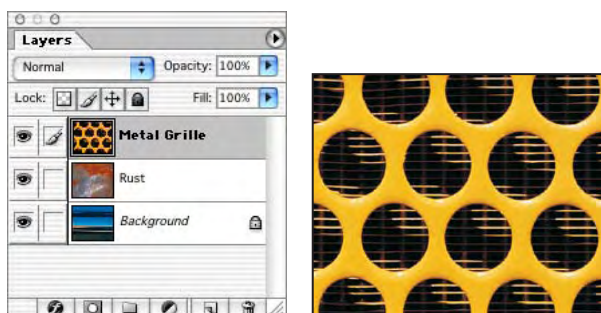 Layers
Normal Opacity: 100%
Lock: Fill: 100%
Metal Grille
Rust
Background